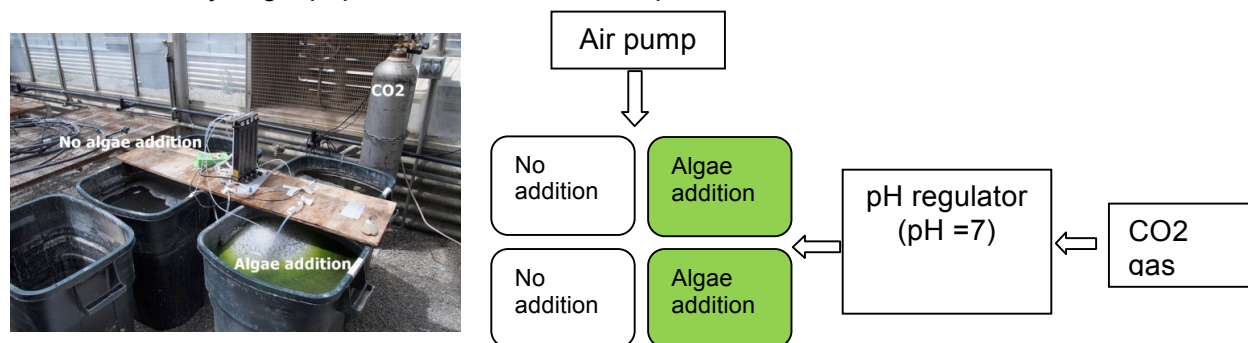 Air pump
CO2
No algae addition
Algae addition
No
addition
Algae
addition
No
addition
Algae
addition
pH regulator
(pH =7)
CO2
gas